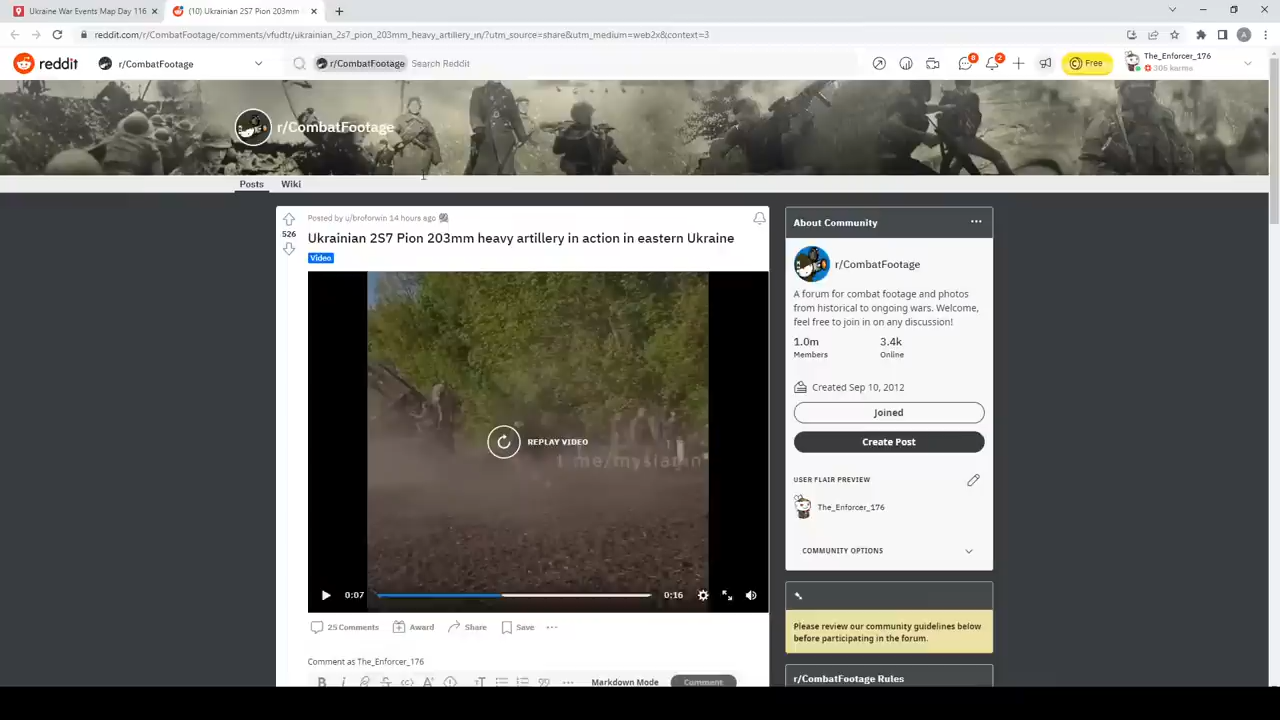 Ukraine War Events Map Day 116
(10) Ukrainian 2S7 Pion 203mm
reddit.com/r/CombatFootage/comments/vfudtr/ukrainian_2s7_pion_203mm_heavy_artillery_in/?utm_source=share&utm_medium=web2x&context=3
A
reddit
r/CombatFootage
r/CombatFootage
Search Reddit
8
2
Free
The_Enforcer_176
305 karma
r/CombatFootage
Posts
Wiki
Posted by u/broforwin 14 hours ago
526
Ukrainian 2S7 Pion 203mm heavy artillery in action in eastern Ukraine
Video
REPLAY VIDEO
0:07
0:16
25 Comments
Award
Share
Save
Comment as The_Enforcer_176
Markdown Mode
Comment
About Community
r/CombatFootage
A forum for combat footage and photos
from historical to ongoing wars. Welcome,
feel free to join in on any discussion!
1.0m
3.4k
Members
Online
Created Sep 10, 2012
Joined
Create Post
USER FLAIR PREVIEW
The_Enforcer_176
COMMUNITY OPTIONS
Please review our community guidelines below
before participating in the forum.
r/CombatFootage Rules